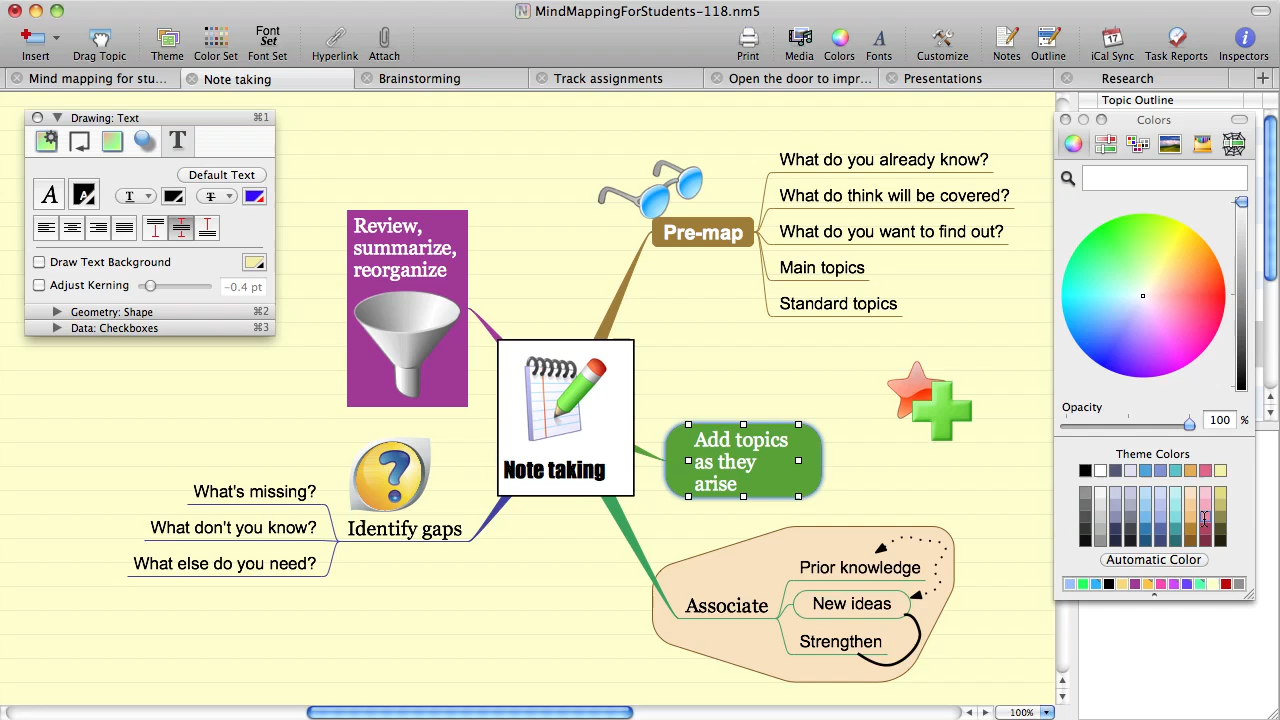 MindMappingForStudents-118.nm5
Insert
Drag Topic
Theme
Color Set
Font
Set
Font Set
Hyperlink
Attach
Print
Media
Colors
Fonts
Customize
Notes
Outline
17
iCal Sync
Task Reports
Inspectors
Mind mapping for stu...
Note taking
Brainstorming
Track assignments
Open the door to impr...
Presentations
Research
Drawing: Text
⌘1
Default Text
Draw Text Background
Adjust Kerning
-0.4 pt
Geometry: Shape
⌘2
Data: Checkboxes
⌘3
Review,
summarize,
reorganize
Pre-map
What do you already know?
What do think will be covered?
What do you want to find out?
Main topics
Standard topics
Note taking
Add topics
as they
arise
What's missing?
What don't you know?
What else do you need?
Identify gaps
Associate
Prior knowledge
New ideas
Strengthen
Topic Outline
Colors
Opacity
100 %
Theme Colors
Automatic Color
100%